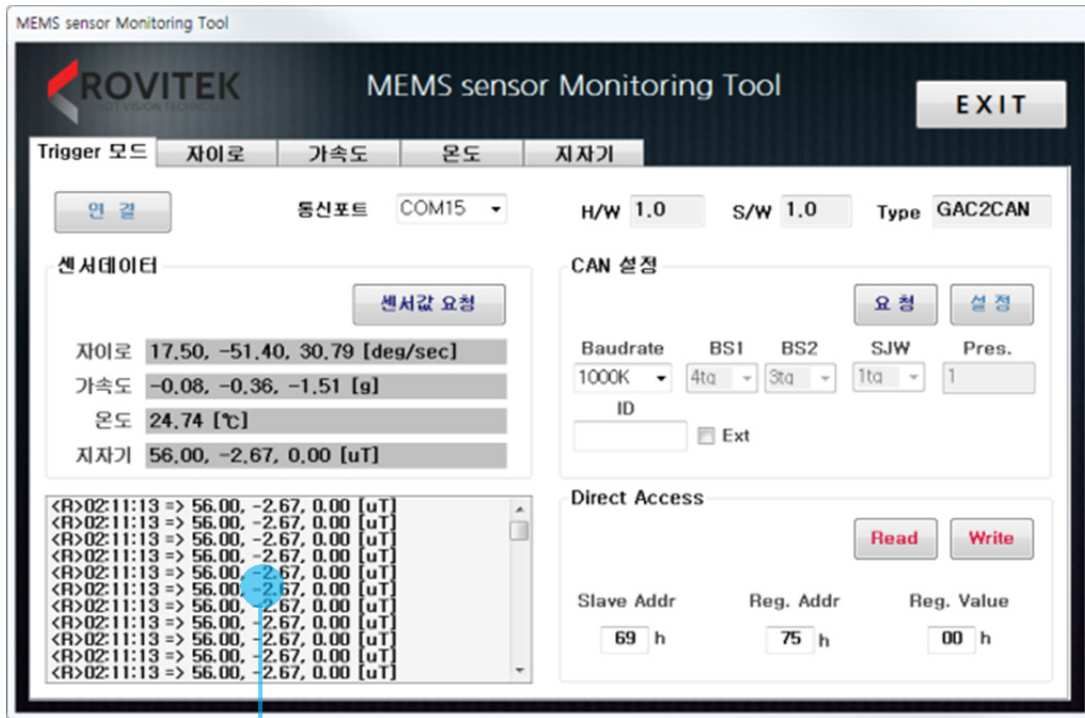 MEMS sensor Monitoring Tool
ROVITEK
MEMS sensor Monitoring Tool
EXIT
Trigger 모드 자이로 가속도 온도 지자기
연 결 통신포트 COM15 H/W 1.0 S/W 1.0 Type GAC2CAN
센서데이터
센서값 요청
자이로 17.50, -51.40, 30.79 [deg/sec]
가속도 -0.08, -0.36, -1.51 [g]
온도 24.74 [℃]
지자기 56.00, -2.67, 0.00 [uT]
<R>02:11:13 => 56.00, -2.67, 0.00 [uT]
<R>02:11:13 => 56.00, -2.67, 0.00 [uT]
<R>02:11:13 => 56.00, -2.67, 0.00 [uT]
<R>02:11:13 => 56.00, -2.67, 0.00 [uT]
<R>02:11:13 => 56.00, -2.67, 0.00 [uT]
<R>02:11:13 => 56.00, -2.67, 0.00 [uT]
<R>02:11:13 => 56.00, -2.67, 0.00 [uT]
<R>02:11:13 => 56.00, -2.67, 0.00 [uT]
<R>02:11:13 => 56.00, -2.67, 0.00 [uT]
<R>02:11:13 => 56.00, -2.67, 0.00 [uT]
<R>02:11:13 => 56.00, -2.67, 0.00 [uT]
CAN 설정
요 청 설 정
Baudrate BS1 BS2 SJW Pres.
1000K 4tq 3tq 1tq 1
ID
Ext
Direct Access
Read Write
Slave Addr Reg. Addr Reg. Value
69 h 75 h 00 h